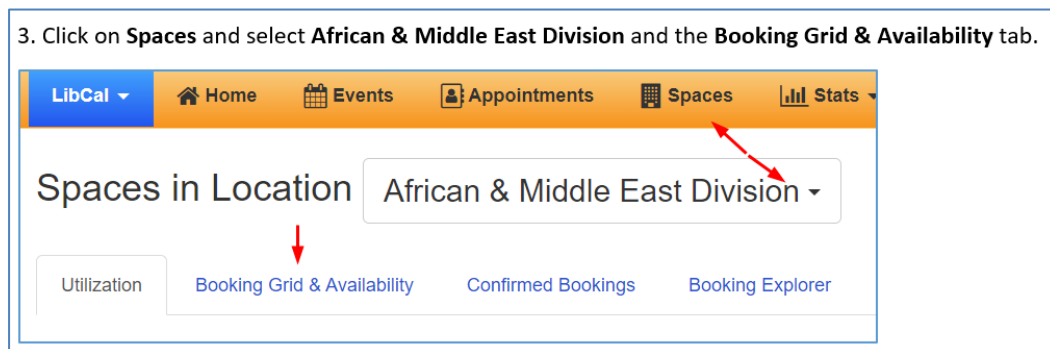 3. Click on Spaces and select African & Middle East Division and the Booking Grid & Availability tab.
LibCal Home Events Appointments Spaces Stats
Spaces in Location African & Middle East Division
Utilization Booking Grid & Availability Confirmed Bookings Booking Explorer